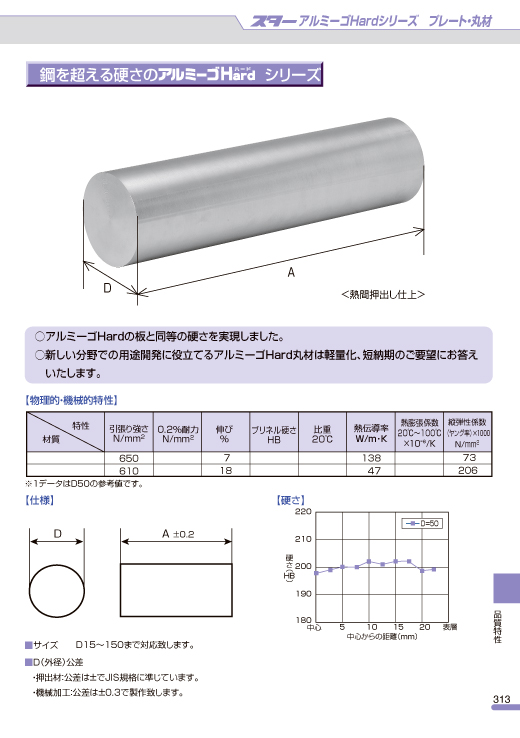 スター アルミーゴHardシリーズ プレート・丸材
鋼を超える硬さのアルミーゴHardハード シリーズ
D
A
<熱間押出し仕上>
○アルミーゴHardの板と同等の硬さを実現しました。
○新しい分野での用途開発に役立てるアルミーゴHard丸材は軽量化、短納期のご要望にお答え
いたします。
【物理的・機械的特性】
特性 材質 引張り強さ N/mm² 0.2%耐力 N/mm² 伸び % ブリネル硬さ HB 比重 20℃ 熱伝導率 W/m・K 熱膨張係数 20℃〜100℃ ×10⁻⁶/K 縦弾性係数 (ヤング率)×1000 N/mm²
650 7 138 73
610 18 47 206
※1データはD50の参考値です。
【仕様】
D
A ±0.2
【硬さ】
220
210
200
190
180
硬さ(HB)
D=50
中心 5 10 15 20 表層
中心からの距離(mm)
■サイズ D15〜150まで対応致します。
■D(外径)公差
・押出材:公差は±でJIS規格に準じています。
・機械加工:公差は±0.3で製作致します。
品質特性
313